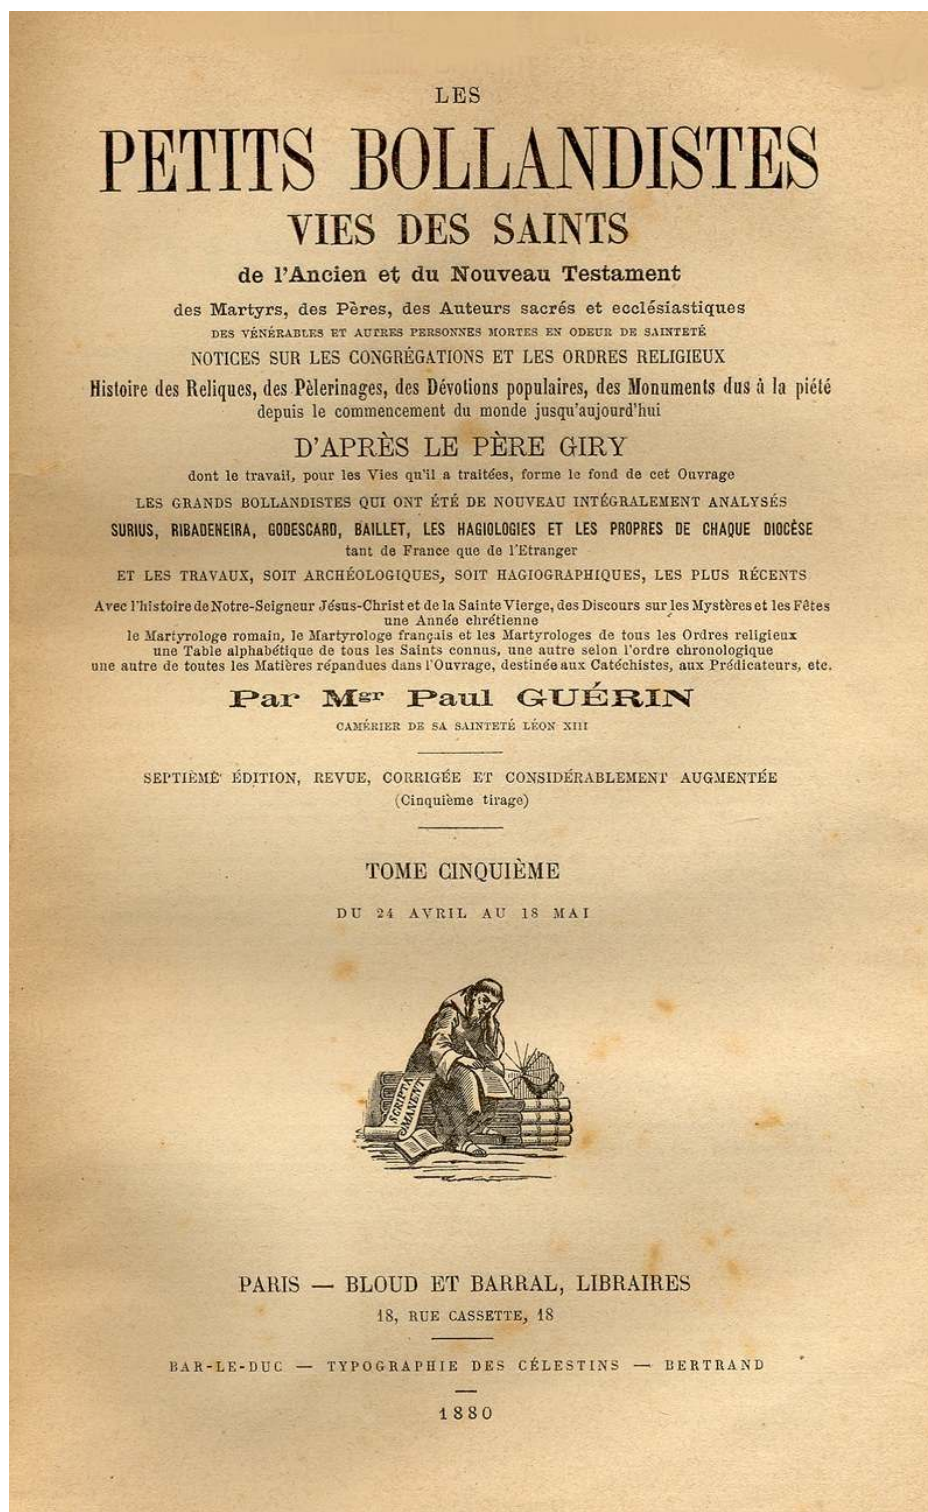 LES
PETITS BOLLANDISTES
VIES DES SAINTS
de l'Ancien et du Nouveau Testament
des Martyrs, des Pères, des Auteurs sacrés et ecclésiastiques
DES VÉNÉRABLES ET AUTRES PERSONNES MORTES EN ODEUR DE SAINTETÉ
NOTICES SUR LES CONGRÉGATIONS ET LES ORDRES RELIGIEUX
Histoire des Reliques, des Pèlerinages, des Dévotions populaires, des Monuments dus à la piété
depuis le commencement du monde jusqu'aujourd'hui
D'APRÈS LE PÈRE GIRY
dont le travail, pour les Vies qu'il a traitées, forme le fond de cet Ouvrage
LES GRANDS BOLLANDISTES QUI ONT ÉTÉ DE NOUVEAU INTÉGRALEMENT ANALYSÉS
SURIUS, RIBADENEIRA, GODESCARD, BAILLET, LES HAGIOLOGIES ET LES PROPRES DE CHAQUE DIOCÈSE
tant de France que de l'Etranger
ET LES TRAVAUX, SOIT ARCHÉOLOGIQUES, SOIT HAGIOGRAPHIQUES, LES PLUS RÉCENTS
Avec l'histoire de Notre-Seigneur Jésus-Christ et de la Sainte Vierge, des Discours sur les Mystères et les Fêtes
une Année chrétienne
le Martyrologe romain, le Martyrologe français et les Martyrologes de tous les Ordres religieux
une Table alphabétique de tous les Saints connus, une autre selon l'ordre chronologique
une autre de toutes les Matières répandues dans l'Ouvrage, destinée aux Catéchistes, aux Prédicateurs, etc.
Par Mgr Paul GUÉRIN
CAMÉRIER DE SA SAINTETÉ LÉON XIII
SEPTIÈME ÉDITION, REVUE, CORRIGÉE ET CONSIDÉRABLEMENT AUGMENTÉE
(Cinquième tirage)
TOME CINQUIÈME
DU 24 AVRIL AU 18 MAI
SCRIPTA
MANENT
PARIS — BLOUD ET BARRAL, LIBRAIRES
18, RUE CASSETTE, 18
BAR-LE-DUC — TYPOGRAPHIE DES CÉLESTINS — BERTRAND
1880